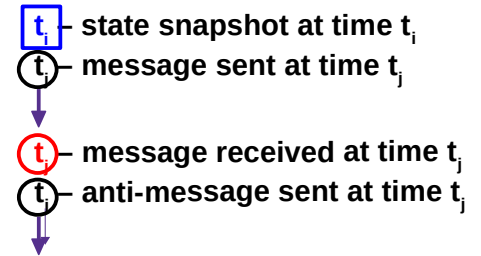 tᵢ – state snapshot at time tᵢ
tⱼ – message sent at time tⱼ
tⱼ – message received at time tⱼ
tⱼ – anti-message sent at time tⱼ